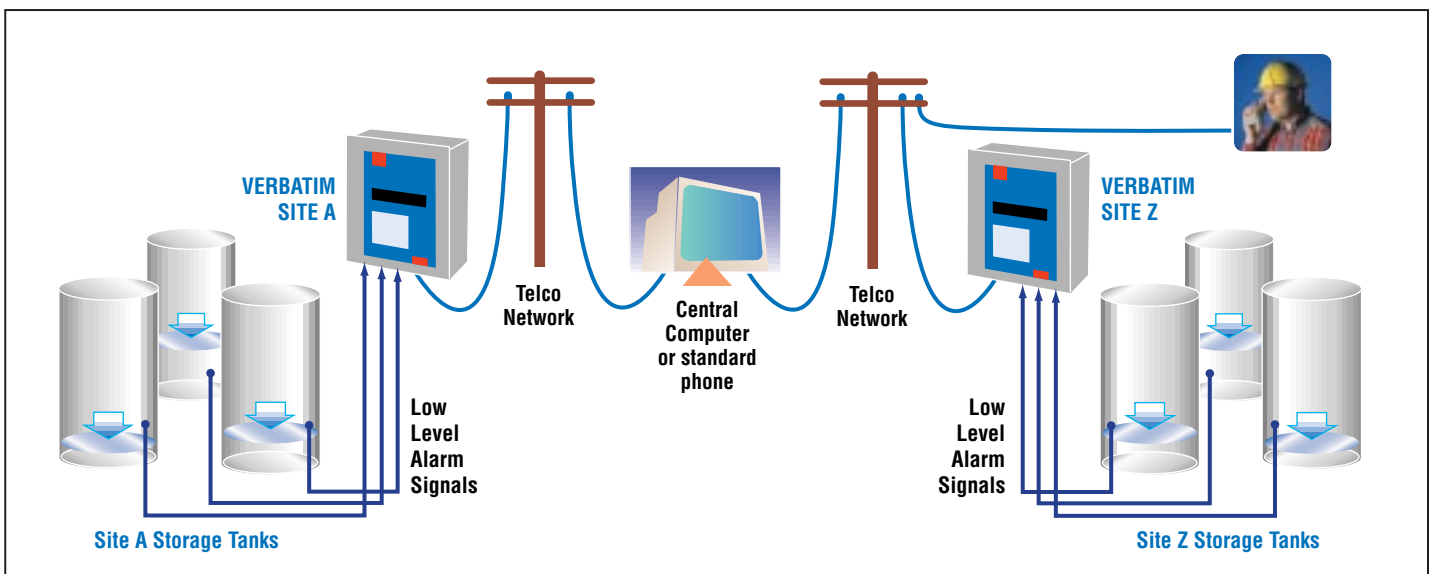 VERBATIM
SITE A
Telco
Network
Central
Computer
or standard
phone
Telco
Network
VERBATIM
SITE Z
Low
Level
Alarm
Signals
Low
Level
Alarm
Signals
Site A Storage Tanks
Site Z Storage Tanks